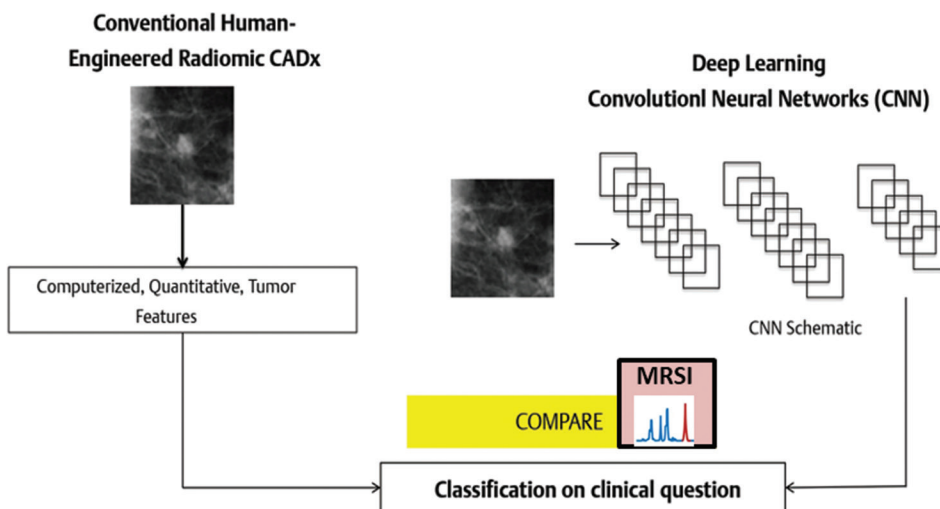 Conventional Human-
Engineered Radiomic CADx
Deep Learning
Convolutionl Neural Networks (CNN)
Computerized, Quantitative, Tumor
Features
CNN Schematic
MRSI
COMPARE
Classification on clinical question